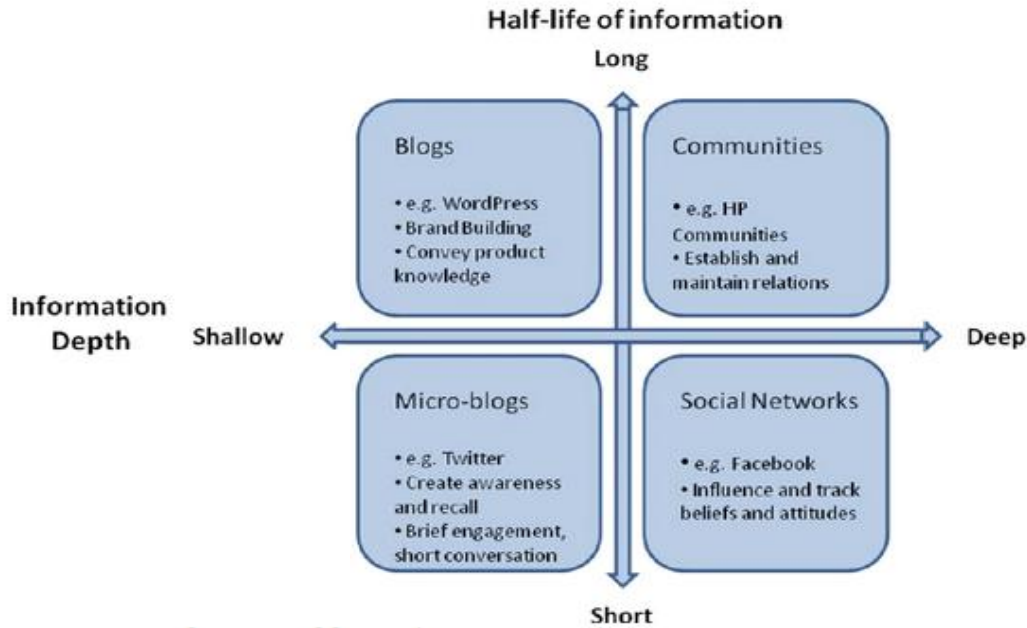 Half-life of information
Long
Blogs
• e.g. WordPress
• Brand Building
• Convey product
knowledge
Communities
• e.g. HP
Communities
• Establish and
maintain relations
Information
Depth
Shallow
Deep
Micro-blogs
• e.g. Twitter
• Create awareness
and recall
• Brief engagement,
short conversation
Social Networks
• e.g. Facebook
• Influence and track
beliefs and attitudes
Short